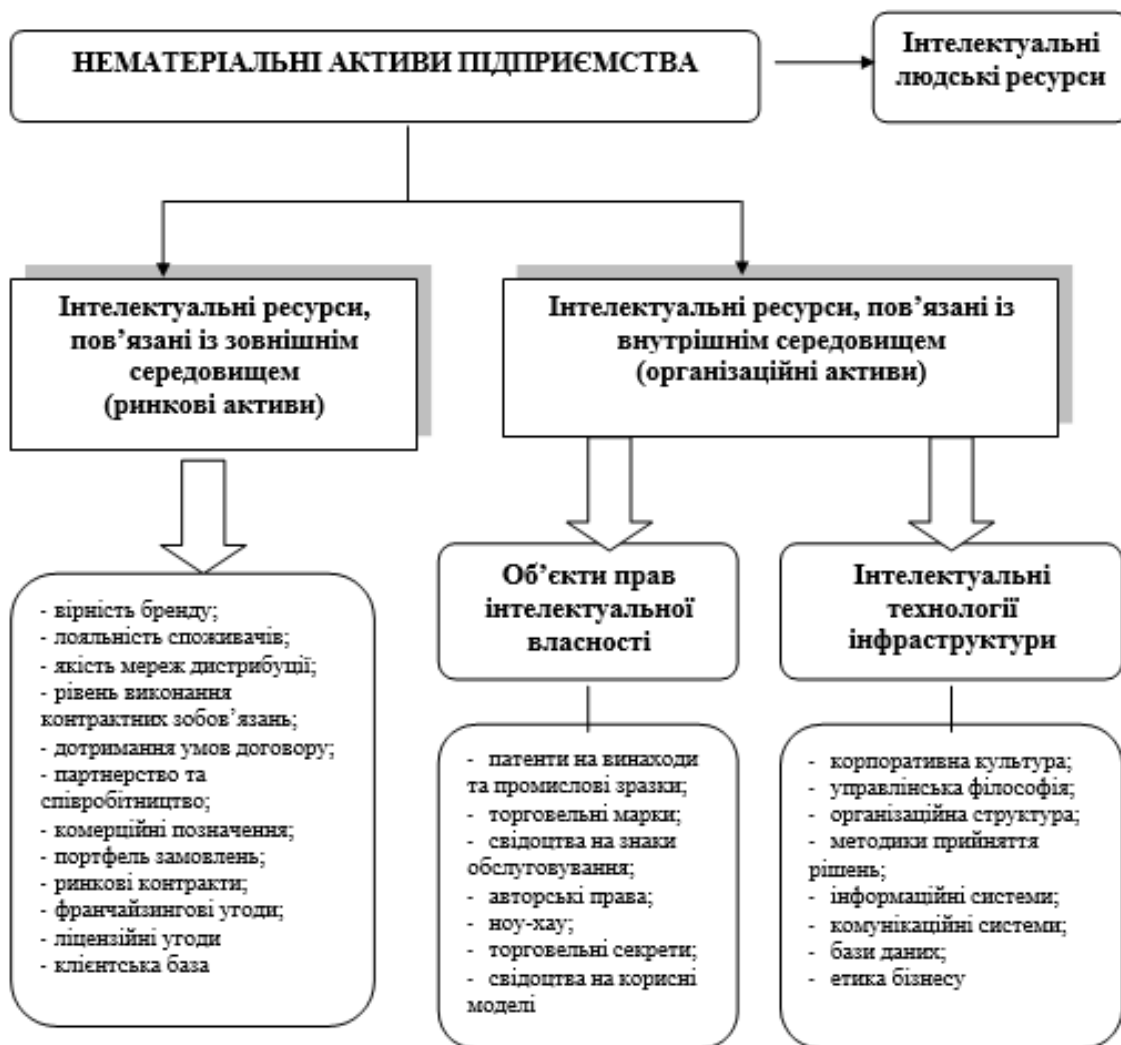 НЕМАТЕРІАЛЬНІ АКТИВИ ПІДПРИЄМСТВА
Інтелектуальні
людські ресурси
Інтелектуальні ресурси,
пов’язані із зовнішнім
середовищем
(ринкові активи)
Інтелектуальні ресурси, пов’язані із
внутрішнім середовищем
(організаційні активи)
- вірність бренду;
- лояльність споживачів;
- якість мереж дистрибуції;
- рівень виконання
контрактних зобов’язань;
- дотримання умов договору;
- партнерство та
співробітництво;
- комерційні позначення;
- портфель замовлень;
- ринкові контракти;
- франчайзингові угоди;
- ліцензійні угоди
- клієнтська база
Об’єкти прав
інтелектуальної
власності
- патенти на винаходи
та промислові зразки;
- торговельні марки;
- свідоцтва на знаки
обслуговування;
- авторські права;
- ноу-хау;
- торговельні секрети;
- свідоцтва на корисні
моделі
Інтелектуальні
технології
інфраструктури
- корпоративна культура;
- управлінська філософія;
- організаційна структура;
- методики прийняття
рішень;
- інформаційні системи;
- комунікаційні системи;
- бази даних;
- етика бізнесу